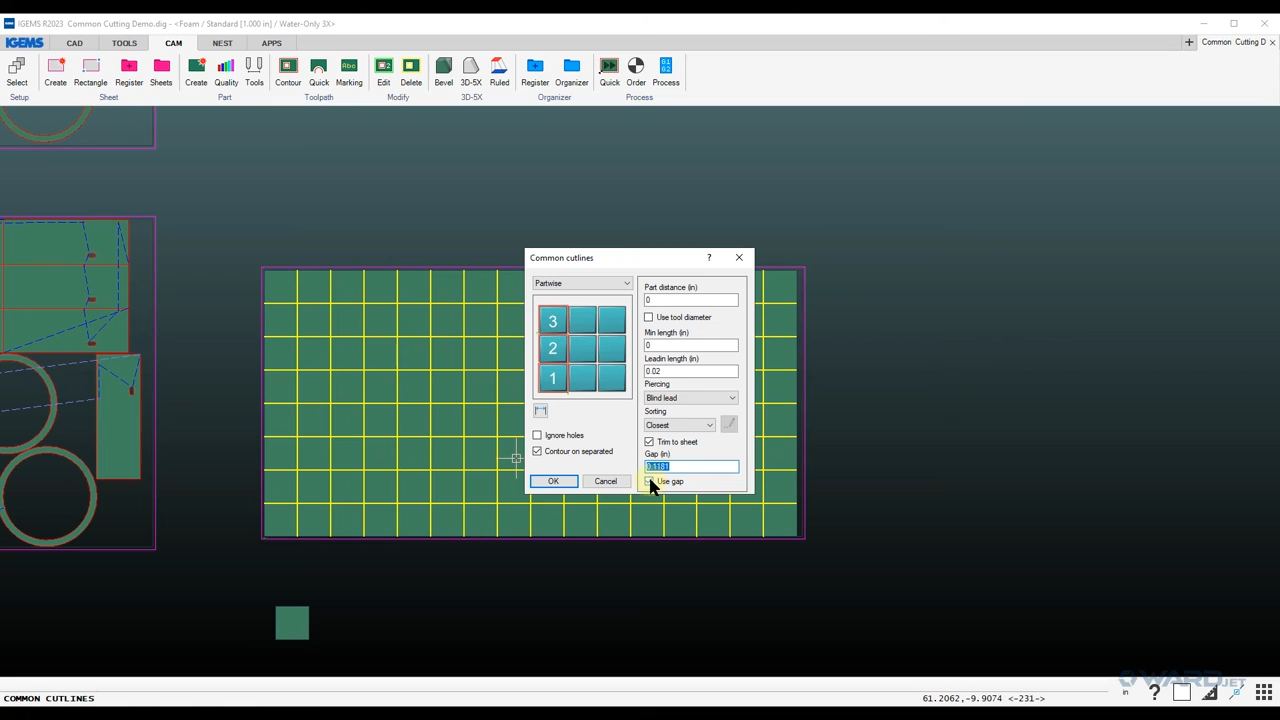 IGEMS R2023 Common Cutting Demo.dig - <Foam / Standard [1.000 in] / Water-Only 3X>
IGEMS CAD TOOLS CAM NEST APPS + Common Cutting D
Select Create Rectangle Register Sheets Create Quality Tools Contour Quick Marking Edit Delete Bevel 3D-5X Ruled Register Organizer Quick Order Process
Setup Sheet Part Toolpath Modify 3D-5X Organizer Process
Common cutlines
Partwise
3
2
1
Ignore holes
Contour on separated
OK Cancel
Part distance (in)
0
Use tool diameter
Min length (in)
0
Leadin length (in)
0.02
Piercing
Blind lead
Sorting
Closest
Trim to sheet
Gap (in)
0.1181
Use gap
WARDJET
COMMON CUTLINES 61.2062,-9.9074 <-231-> in ?